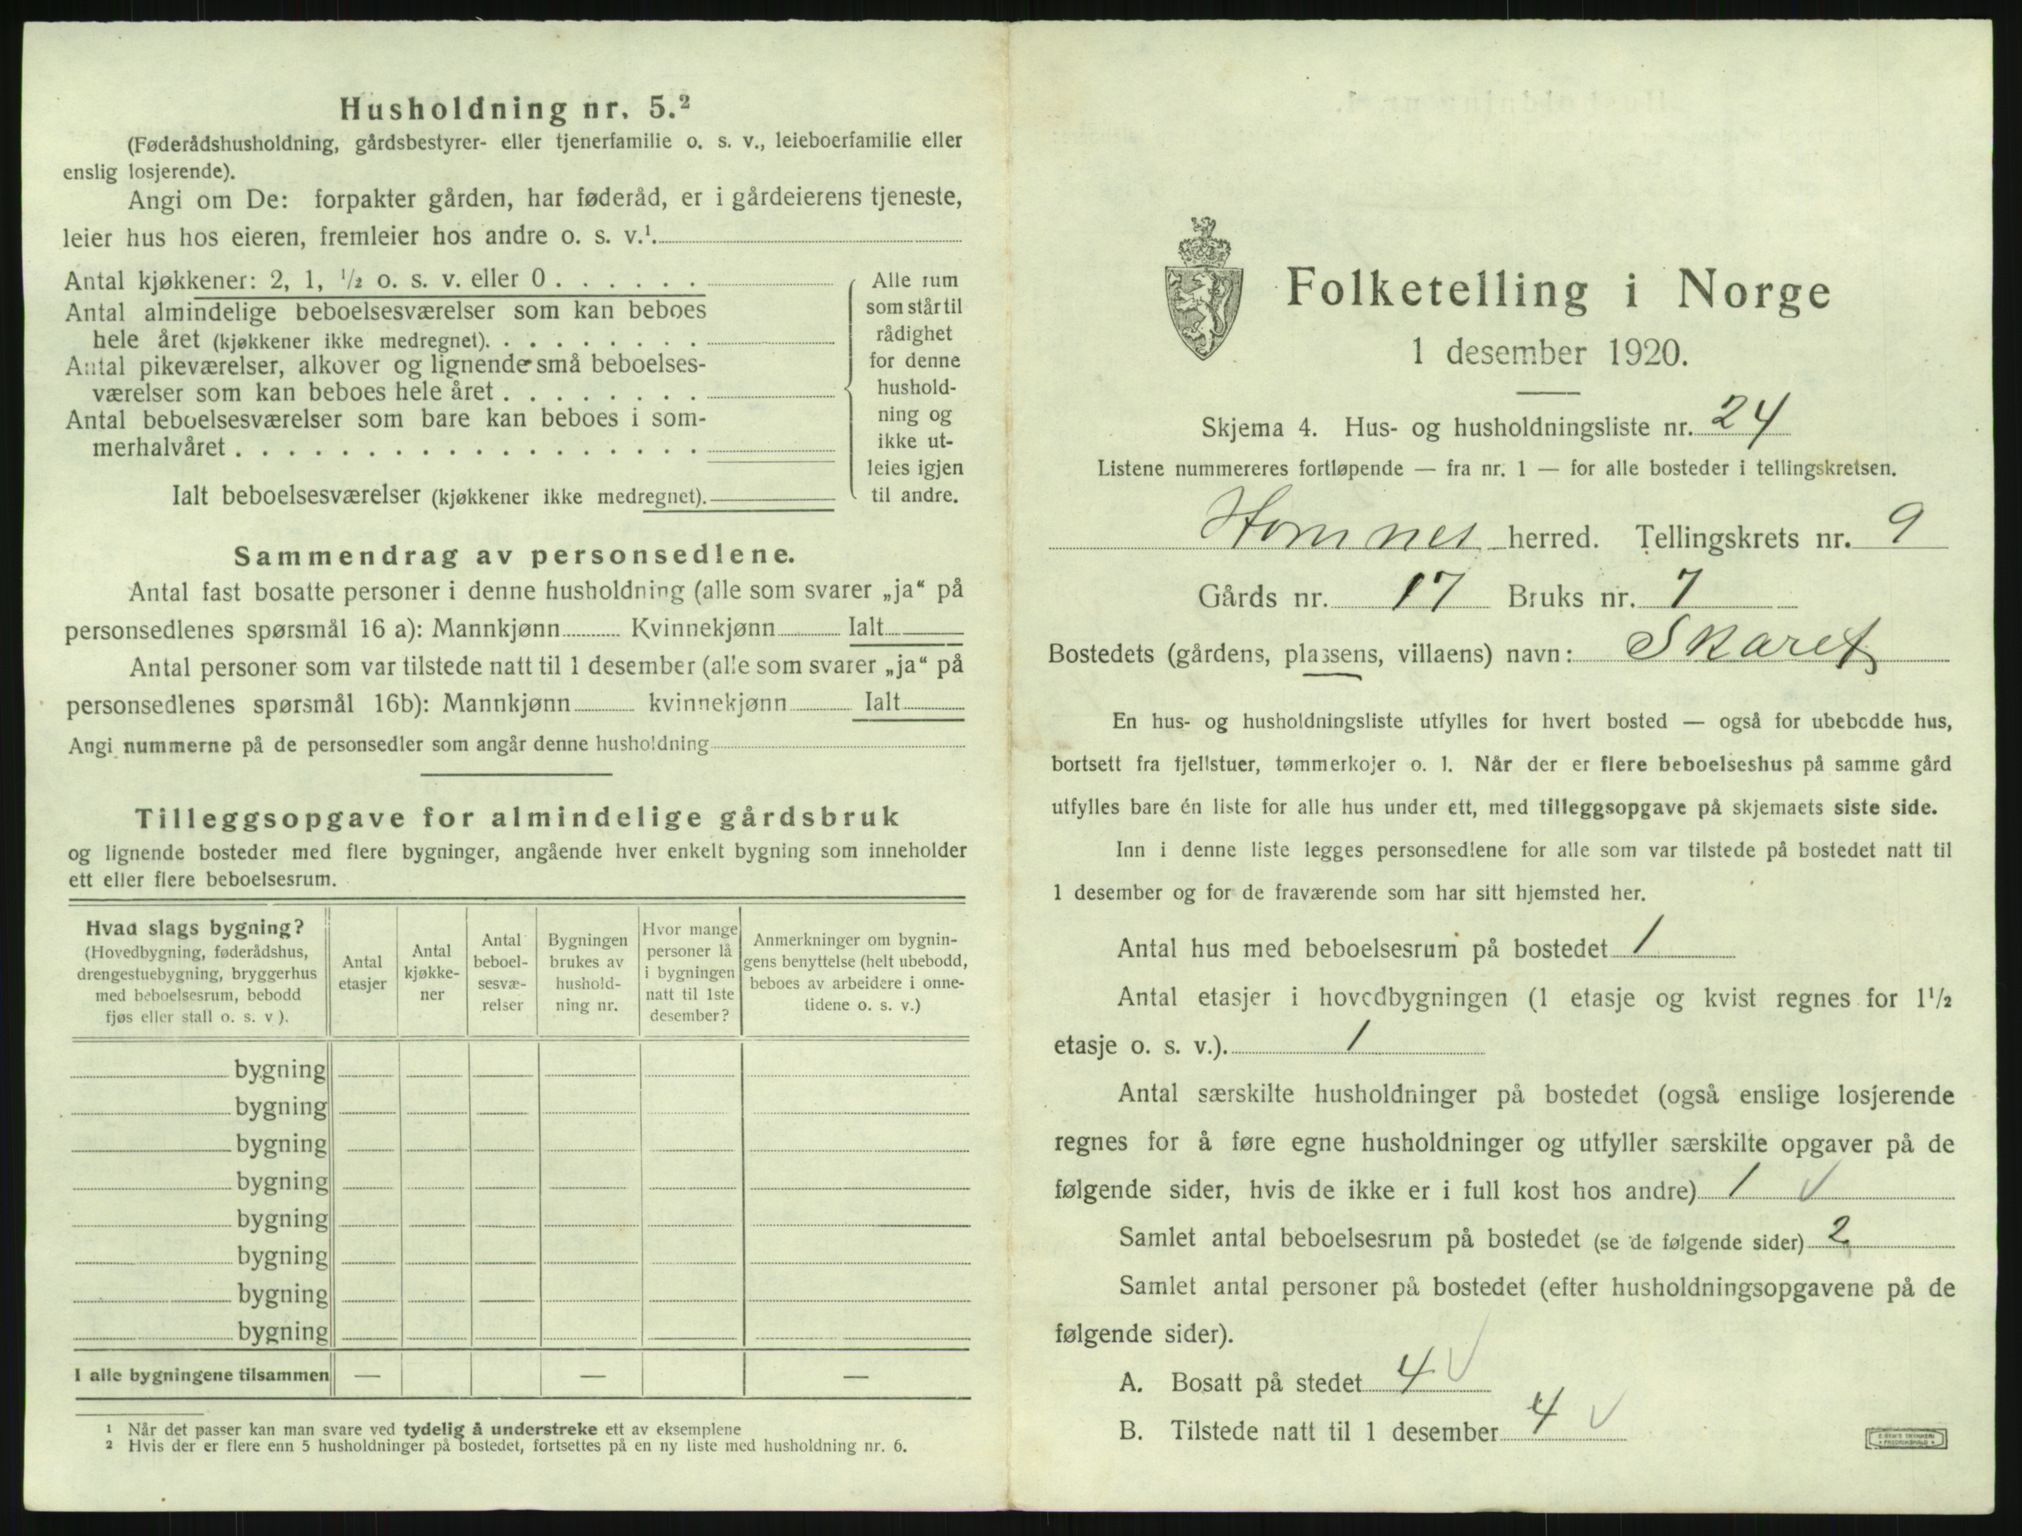 Husholdning nr. 5.²
(Føderådshusholdning, gårdsbestyrer- eller tjenerfamilie o. s. v., leieboerfamilie eller
enslig losjerende).
Angi om De: forpakter gården, har føderåd, er i gårdeierens tjeneste,
leier hus hos eieren, fremleier hos andre o. s. v.¹
Antal kjøkkener: 2, 1, ½ o. s. v. eller 0 . . . . . .
Antal almindelige beboelsesværelser som kan beboes
hele året (kjøkkener ikke medregnet). . . . . . . . .
Antal pikeværelser, alkover og lignende små beboelses-
værelser som kan beboes hele året . . . . . . . .
Antal beboelsesværelser som bare kan beboes i som-
merhalvåret . . . . . . . . . . . . . . . . . .
Ialt beboelsesværelser (kjøkkener ikke medregnet).
Alle rum
som står til
rådighet
for denne
hushold-
ning og
ikke ut-
leies igjen
til andre.
Sammendrag av personsedlene.
Antal fast bosatte personer i denne husholdning (alle som svarer „ja“ på
personsedlenes spørsmål 16 a): Mannkjønn Kvinnekjønn Ialt
Antal personer som var tilstede natt til 1 desember (alle som svarer „ja“ på
personsedlenes spørsmål 16b): Mannkjønn kvinnekjønn Ialt
Angi nummerne på de personsedler som angår denne husholdning
Tilleggsopgave for almindelige gårdsbruk
og lignende bosteder med flere bygninger, angående hver enkelt bygning som inneholder
ett eller flere beboelsesrum.
Hvad slags bygning?
(Hovedbygning, føderådshus,
drengestuebygning, bryggerhus
med beboelsesrum, bebodd
fjøs eller stall o. s. v ).
Antal
etasjer
Antal
kjøkke-
ner
Antal
beboel-
sesvæ-
relser
Bygningen
brukes av
hushold-
ning nr.
Hvor mange
personer lå
i bygningen
natt til 1ste
desember?
Anmerkninger om bygnin-
gens benyttelse (helt ubebodd,
beboes av arbeidere i onne-
tidene o. s. v.)
bygning
bygning
bygning
bygning
bygning
bygning
bygning
bygning
I alle bygningene tilsammen — — —
¹ Når det passer kan man svare ved tydelig å understreke ett av eksemplene
² Hvis der er flere enn 5 husholdninger på bostedet, fortsettes på en ny liste med husholdning nr. 6.
Folketelling i Norge
1 desember 1920.
Skjema 4. Hus- og husholdningsliste nr. 24
Listene nummereres fortløpende — fra nr. 1 — for alle bosteder i tellingskretsen.
Hornnes herred. Tellingskrets nr. 9
Gårds nr. 17 Bruks nr. 7
Bostedets (gårdens, plassens, villaens) navn: Skaret
En hus- og husholdningsliste utfylles for hvert bosted — også for ubebodde hus,
bortsett fra fjellstuer, tømmerkojer o. l. Når der er flere beboelseshus på samme gård
utfylles bare én liste for alle hus under ett, med tilleggsopgave på skjemaets siste side.
Inn i denne liste legges personsedlene for alle som var tilstede på bostedet natt til
1 desember og for de fraværende som har sitt hjemsted her.
Antal hus med beboelsesrum på bostedet 1
Antal etasjer i hovedbygningen (1 etasje og kvist regnes for 1½
etasje o. s. v.). 1
Antal særskilte husholdninger på bostedet (også enslige losjerende
regnes for å føre egne husholdninger og utfyller særskilte opgaver på de
følgende sider, hvis de ikke er i full kost hos andre) 1 ✓
Samlet antal beboelsesrum på bostedet (se de følgende sider) 2
Samlet antal personer på bostedet (efter husholdningsopgavene på de
følgende sider).
A. Bosatt på stedet 4 ✓
B. Tilstede natt til 1 desember 4 ✓